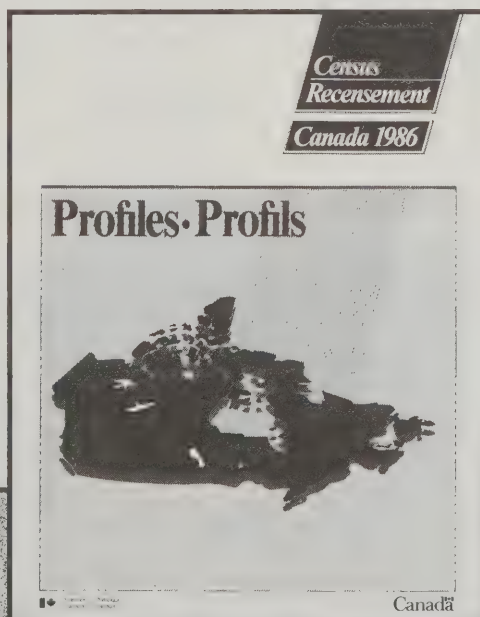 Census
Recensement
Canada 1986
Profiles • Profils
Canada